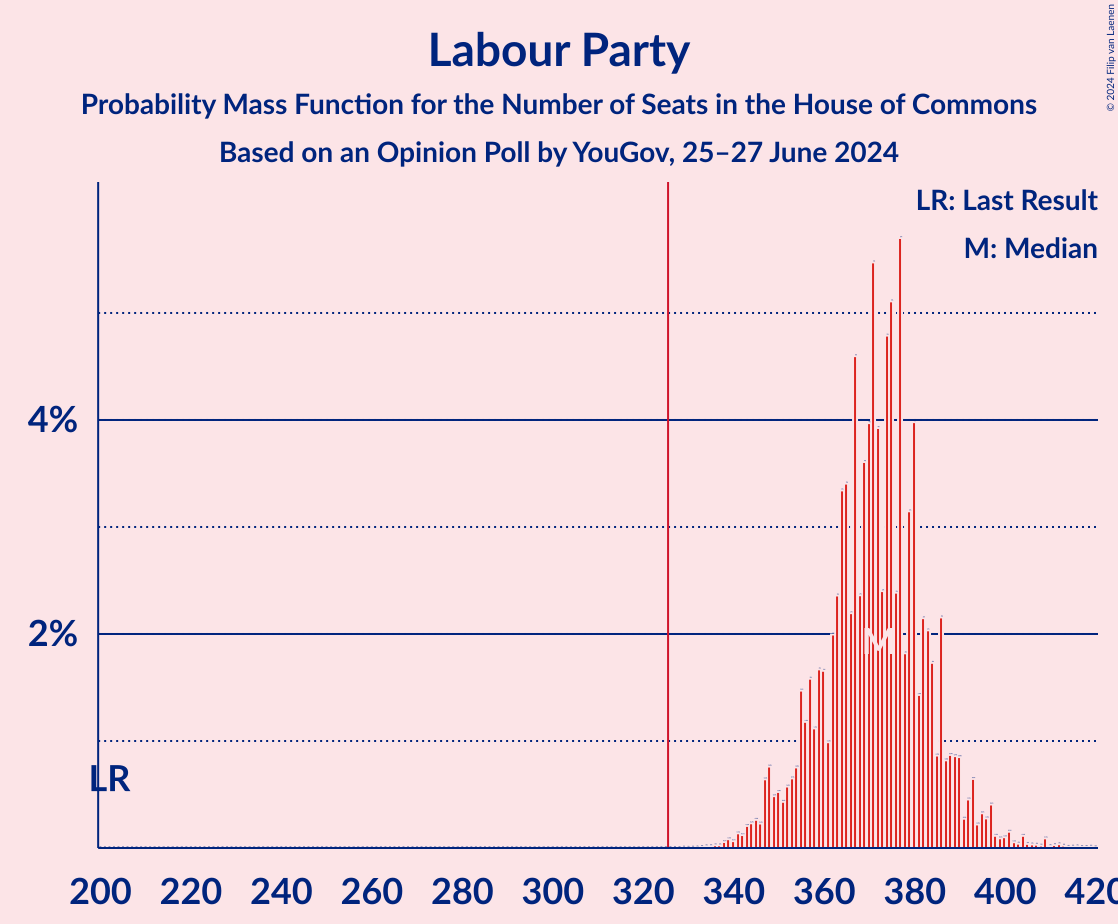 Labour Party
Probability Mass Function for the Number of Seats in the House of Commons
Based on an Opinion Poll by YouGov, 25–27 June 2024
© 2024 Filip van Laenen
LR: Last Result
M: Median
4%
2%
M
LR
200 220 240 260 280 300 320 340 360 380 400 420